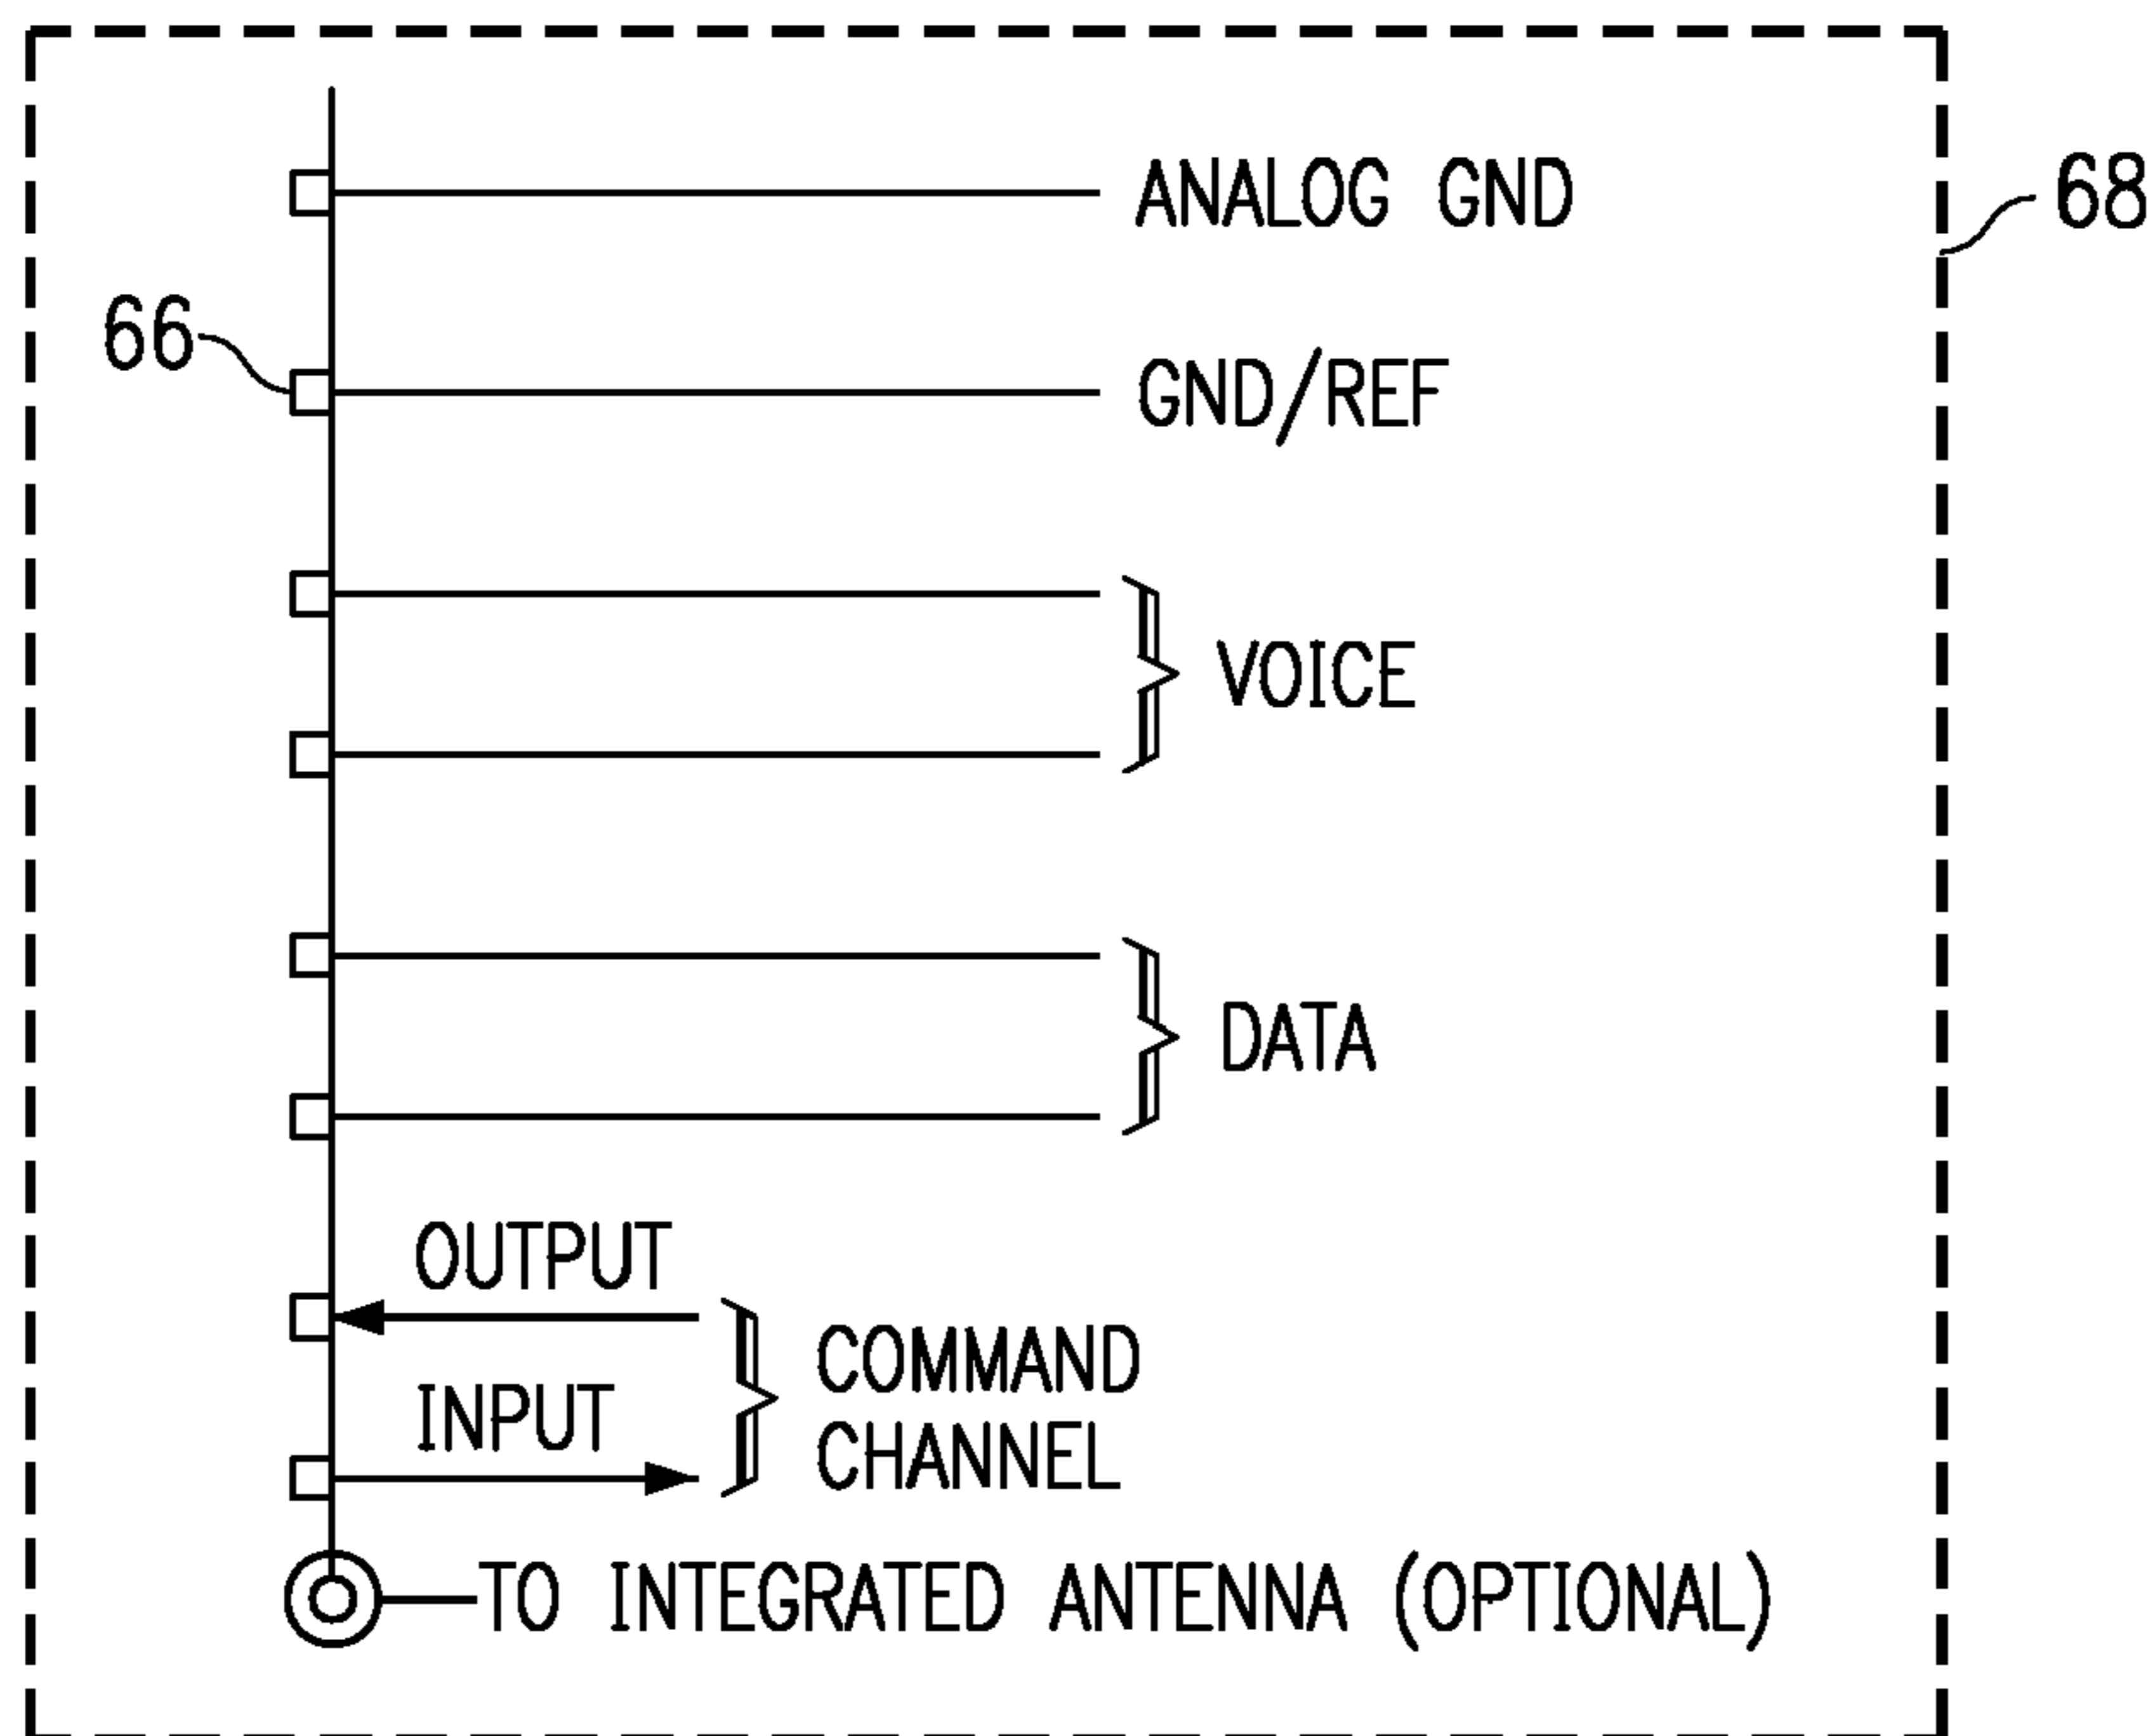 ANALOG GND
68
66
GND/REF
VOICE
DATA
OUTPUT
INPUT
COMMAND
CHANNEL
TO INTEGRATED ANTENNA (OPTIONAL)